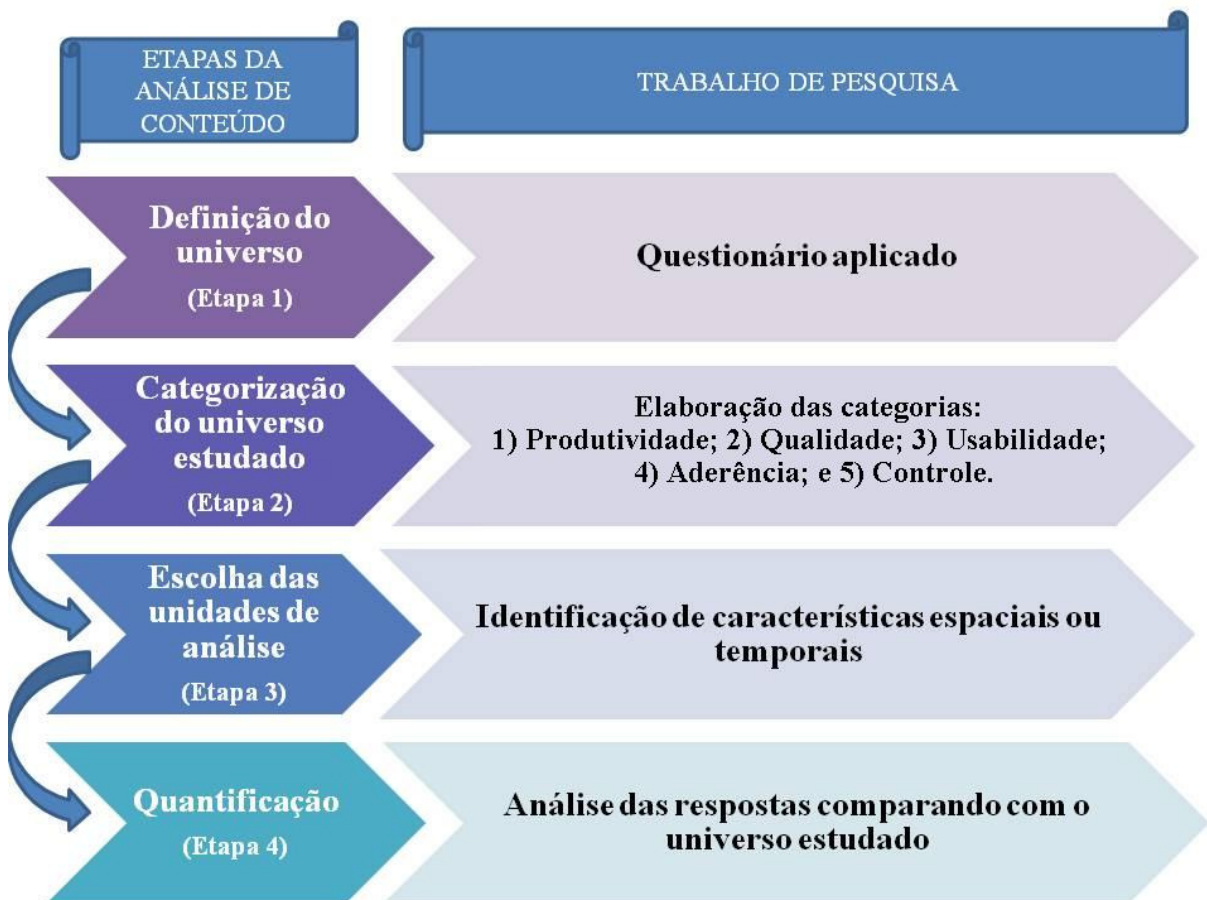 ETAPAS DA
ANÁLISE DE
CONTEÚDO
TRABALHO DE PESQUISA
Definição do
universo
(Etapa 1)
Questionário aplicado
Categorização
do universo
estudado
(Etapa 2)
Elaboração das categorias:
1) Produtividade; 2) Qualidade; 3) Usabilidade;
4) Aderência; e 5) Controle.
Escolha das
unidades de
análise
(Etapa 3)
Identificação de características espaciais ou
temporais
Quantificação
(Etapa 4)
Análise das respostas comparando com o
universo estudado